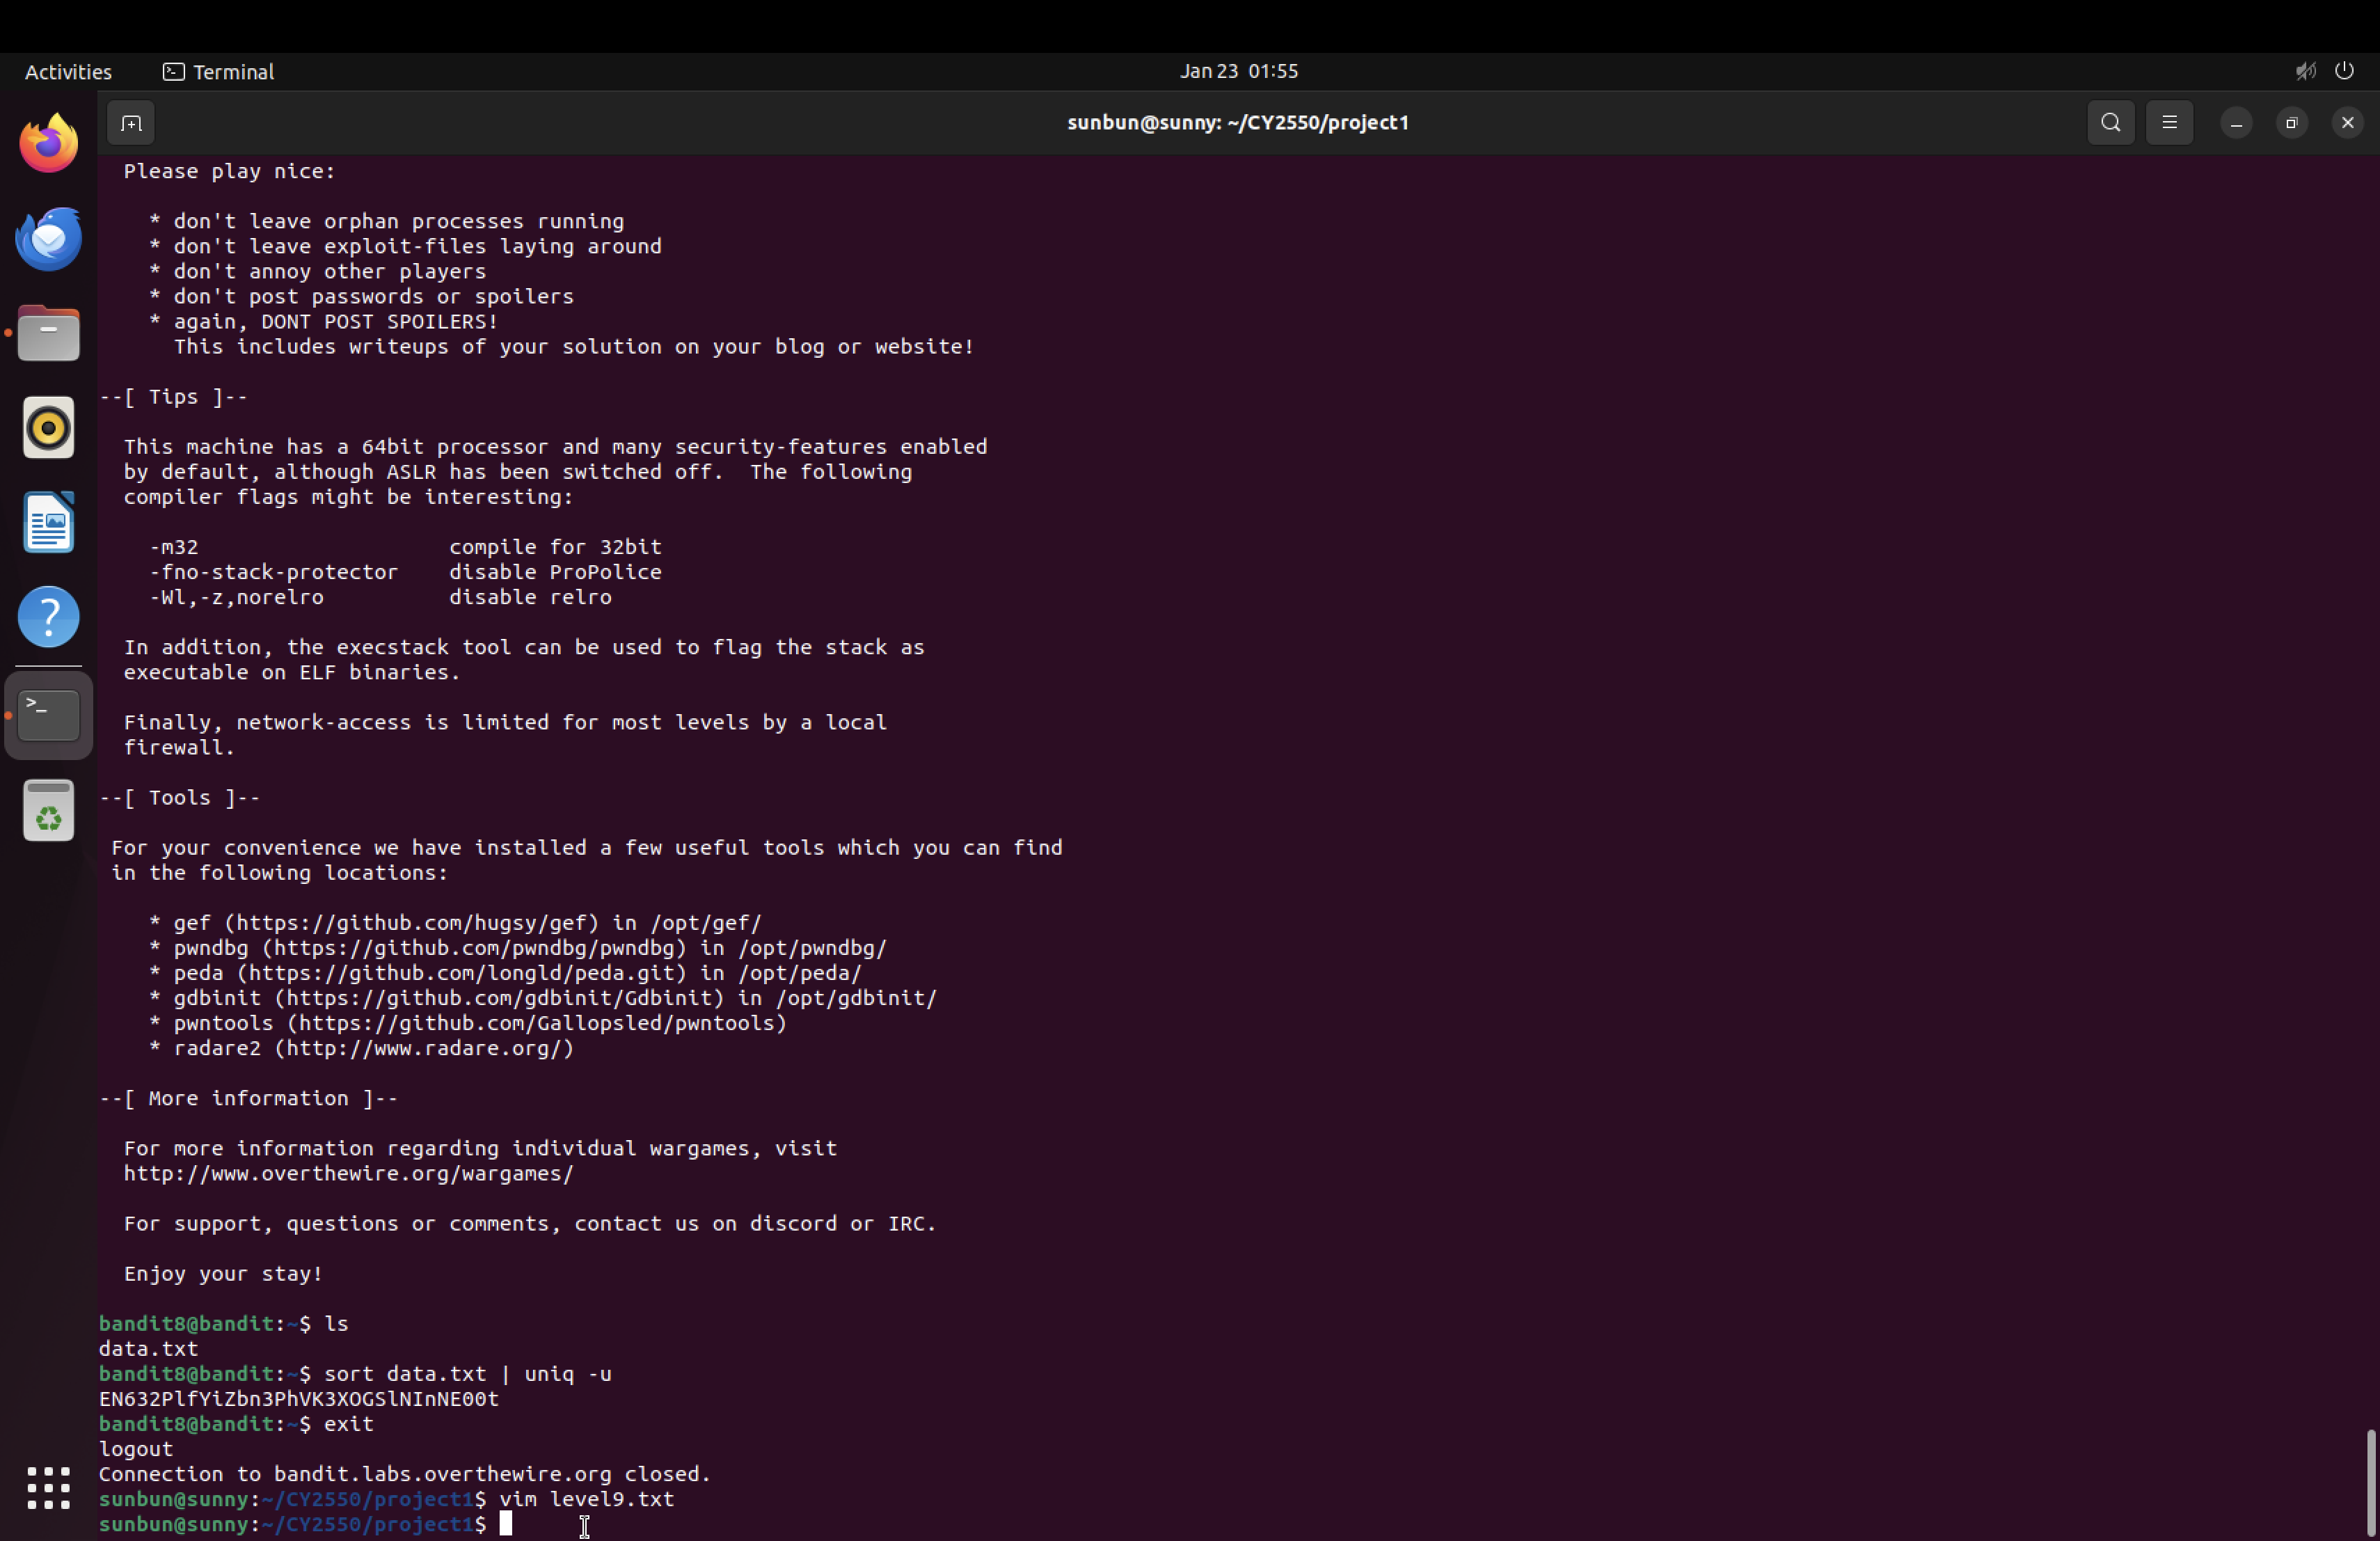 Activities
Terminal
Jan 23 01:55
sunbun@sunny: ~/CY2550/project1
Please play nice:
* don't leave orphan processes running
* don't leave exploit-files laying around
* don't annoy other players
* don't post passwords or spoilers
* again, DONT POST SPOILERS!
This includes writeups of your solution on your blog or website!
--[ Tips ]--
This machine has a 64bit processor and many security-features enabled
by default, although ASLR has been switched off.  The following
compiler flags might be interesting:
-m32                    compile for 32bit
-fno-stack-protector    disable ProPolice
-Wl,-z,norelro          disable relro
In addition, the execstack tool can be used to flag the stack as
executable on ELF binaries.
Finally, network-access is limited for most levels by a local
firewall.
--[ Tools ]--
For your convenience we have installed a few useful tools which you can find
in the following locations:
* gef (https://github.com/hugsy/gef) in /opt/gef/
* pwndbg (https://github.com/pwndbg/pwndbg) in /opt/pwndbg/
* peda (https://github.com/longld/peda.git) in /opt/peda/
* gdbinit (https://github.com/gdbinit/Gdbinit) in /opt/gdbinit/
* pwntools (https://github.com/Gallopsled/pwntools)
* radare2 (http://www.radare.org/)
--[ More information ]--
For more information regarding individual wargames, visit
http://www.overthewire.org/wargames/
For support, questions or comments, contact us on discord or IRC.
Enjoy your stay!
bandit8@bandit:~$ ls
data.txt
bandit8@bandit:~$ sort data.txt | uniq -u
EN632PlfYiZbn3PhVK3XOGSlNInNE00t
bandit8@bandit:~$ exit
logout
Connection to bandit.labs.overthewire.org closed.
sunbun@sunny:~/CY2550/project1$ vim level9.txt
sunbun@sunny:~/CY2550/project1$